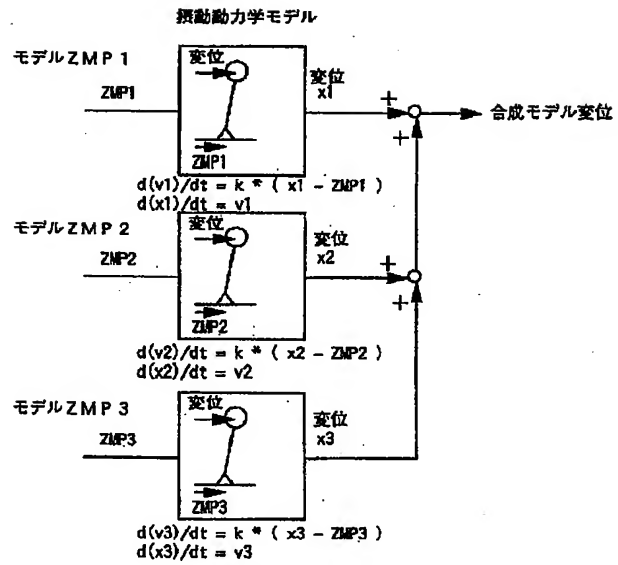 摂動動力学モデル
モデルZMP1
ZMP1
変位
ZMP1
変位
x1
+
+
合成モデル変位
d(v1)/dt = k * ( x1 - ZMP1 )
d(x1)/dt = v1
モデルZMP2
ZMP2
変位
ZMP2
変位
x2
+
+
d(v2)/dt = k * ( x2 - ZMP2 )
d(x2)/dt = v2
モデルZMP3
ZMP3
変位
ZMP3
変位
x3
d(v3)/dt = k * ( x3 - ZMP3 )
d(x3)/dt = v3